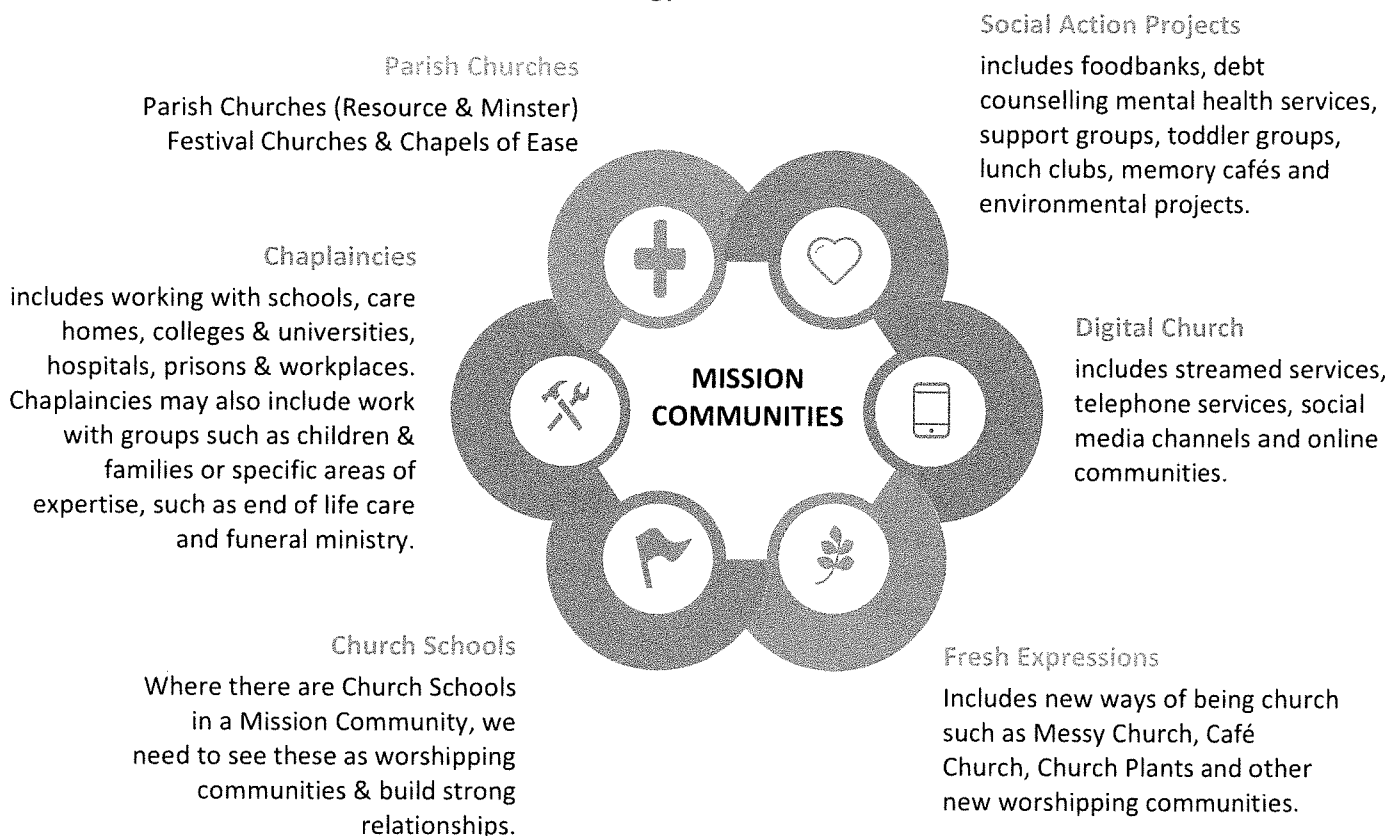 Parish Churches
Parish Churches (Resource & Minster)
Festival Churches & Chapels of Ease
Social Action Projects
includes foodbanks, debt
counselling mental health services,
support groups, toddler groups,
lunch clubs, memory cafés and
environmental projects.
Chaplaincies
includes working with schools, care
homes, colleges & universities,
hospitals, prisons & workplaces.
Chaplaincies may also include work
with groups such as children &
families or specific areas of
expertise, such as end of life care
and funeral ministry.
MISSION
COMMUNITIES
Digital Church
includes streamed services,
telephone services, social
media channels and online
communities.
Church Schools
Where there are Church Schools
in a Mission Community, we
need to see these as worshipping
communities & build strong
relationships.
Fresh Expressions
Includes new ways of being church
such as Messy Church, Café
Church, Church Plants and other
new worshipping communities.